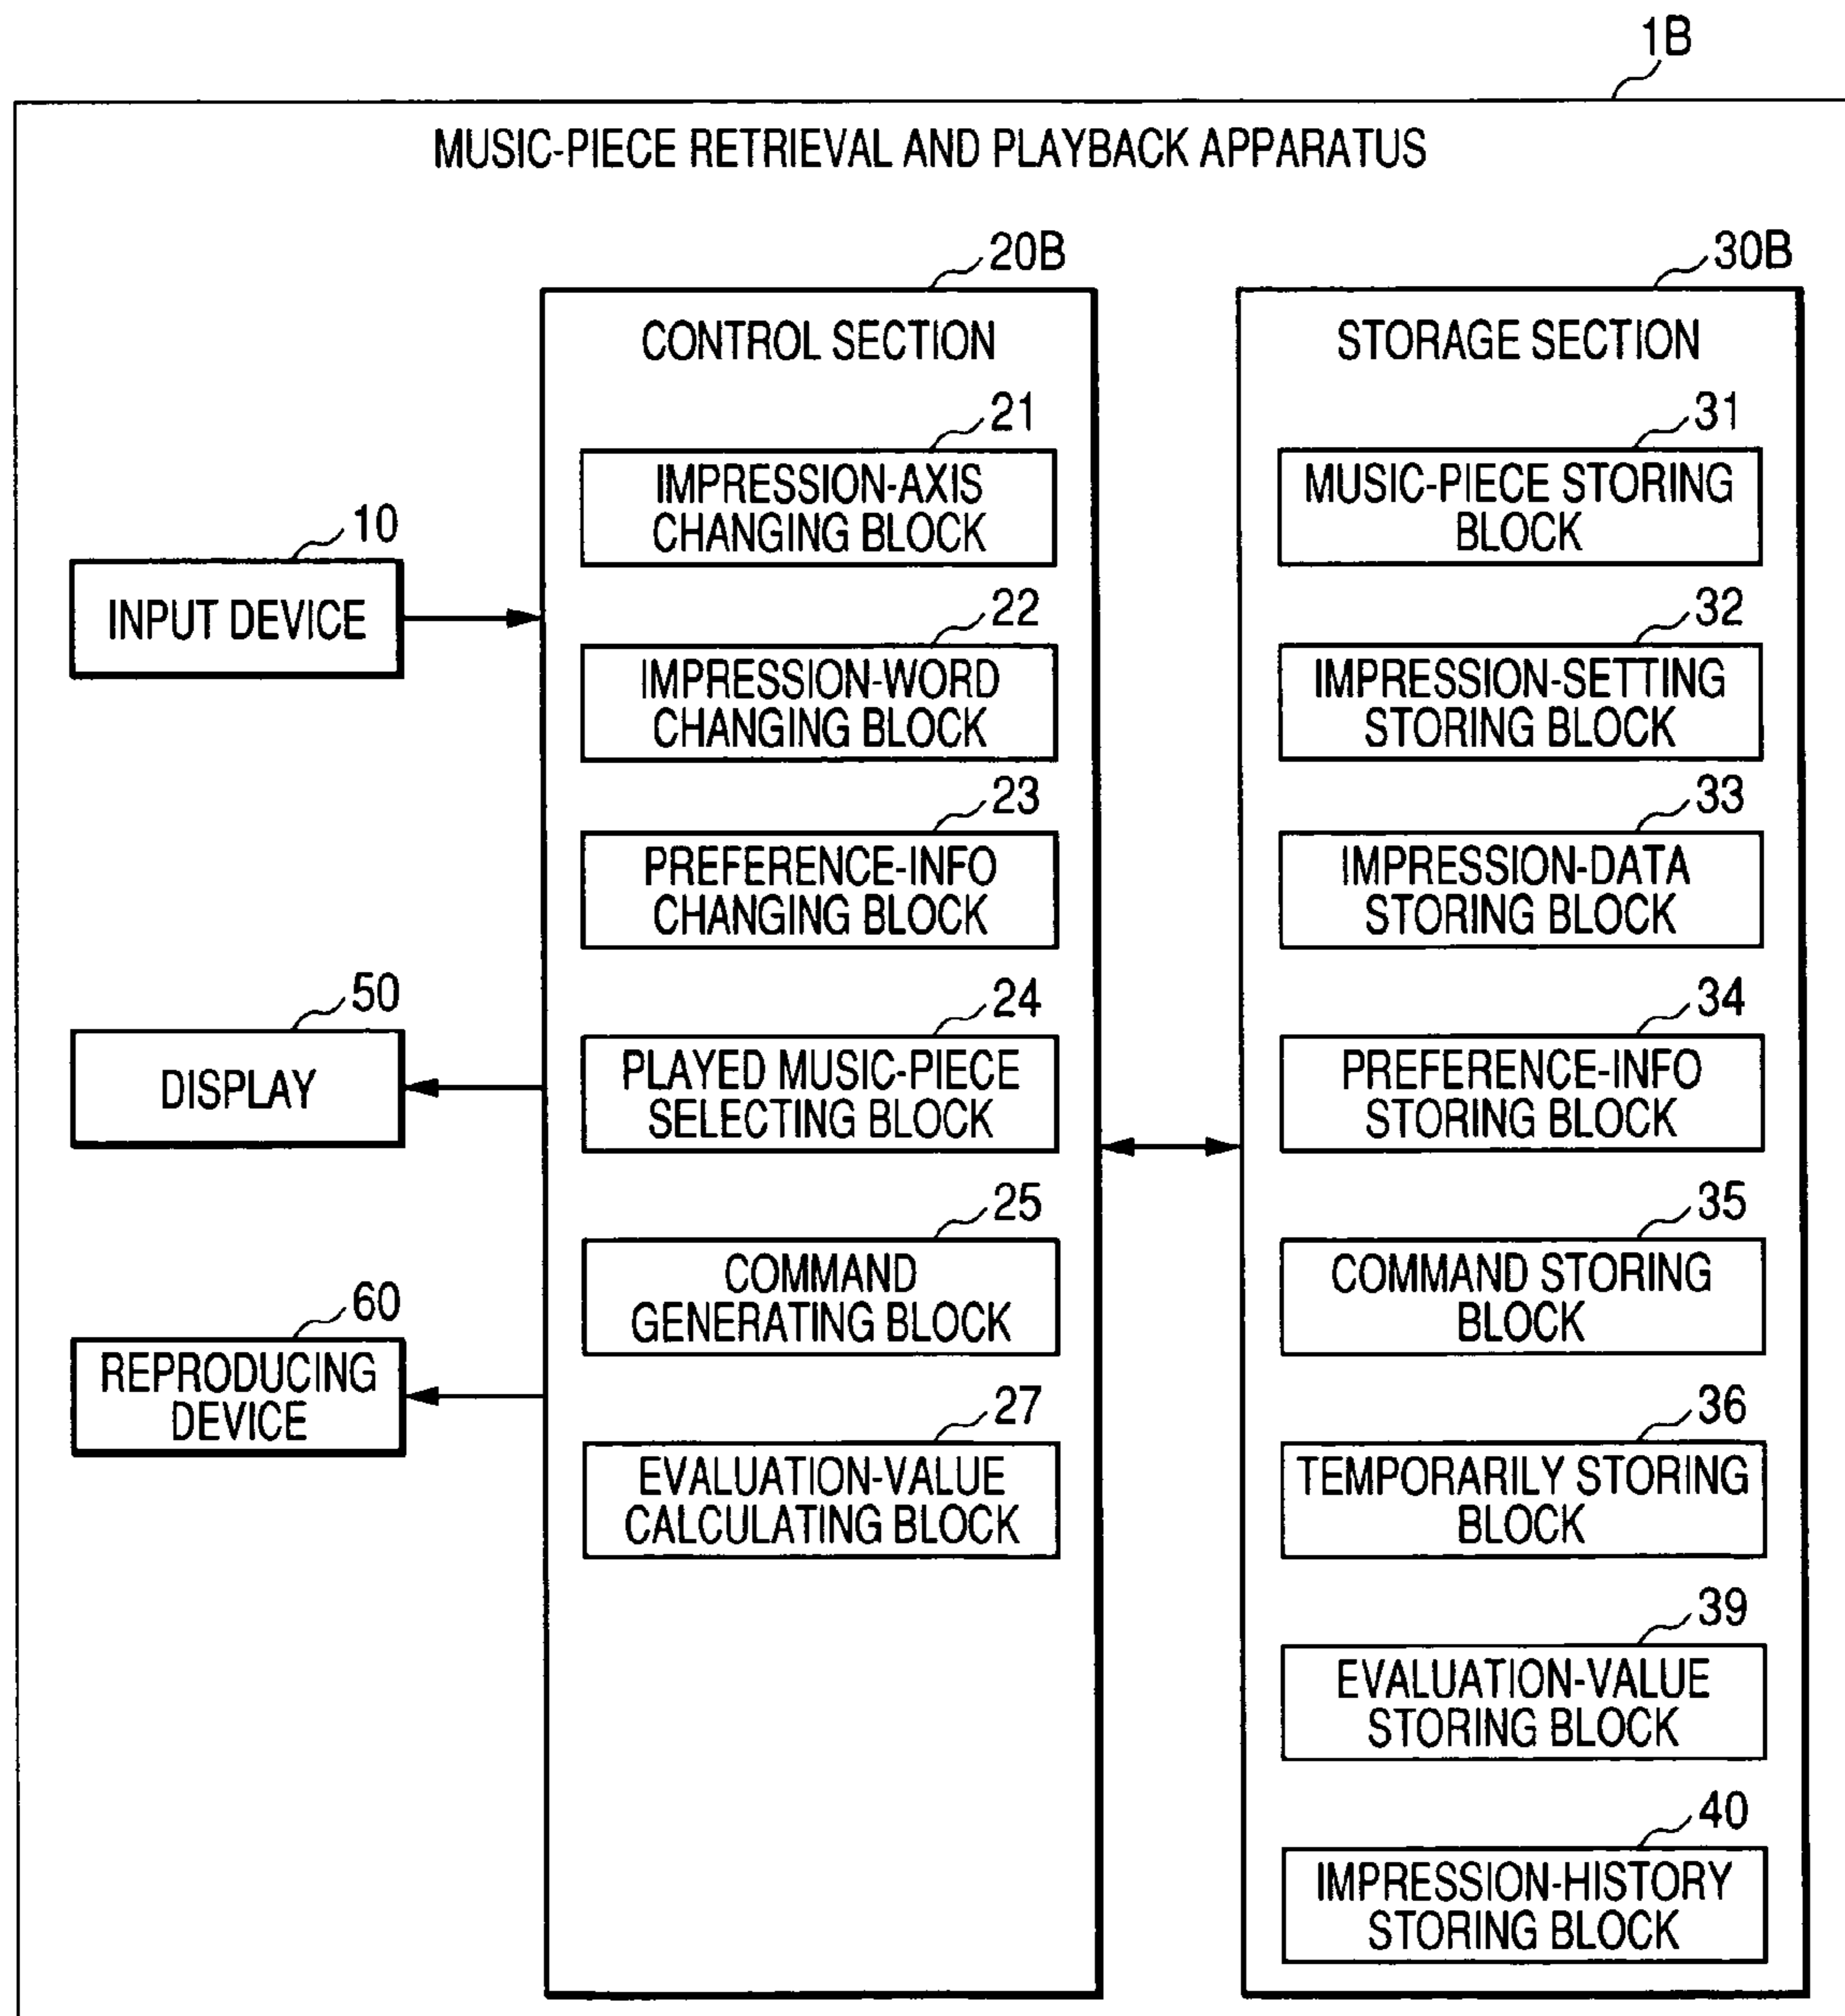 1B
MUSIC-PIECE RETRIEVAL AND PLAYBACK APPARATUS
10
INPUT DEVICE
50
DISPLAY
60
REPRODUCING
DEVICE
20B
CONTROL SECTION
21
IMPRESSION-AXIS
CHANGING BLOCK
22
IMPRESSION-WORD
CHANGING BLOCK
23
PREFERENCE-INFO
CHANGING BLOCK
24
PLAYED MUSIC-PIECE
SELECTING BLOCK
25
COMMAND
GENERATING BLOCK
27
EVALUATION-VALUE
CALCULATING BLOCK
30B
STORAGE SECTION
31
MUSIC-PIECE STORING
BLOCK
32
IMPRESSION-SETTING
STORING BLOCK
33
IMPRESSION-DATA
STORING BLOCK
34
PREFERENCE-INFO
STORING BLOCK
35
COMMAND STORING
BLOCK
36
TEMPORARILY STORING
BLOCK
39
EVALUATION-VALUE
STORING BLOCK
40
IMPRESSION-HISTORY
STORING BLOCK